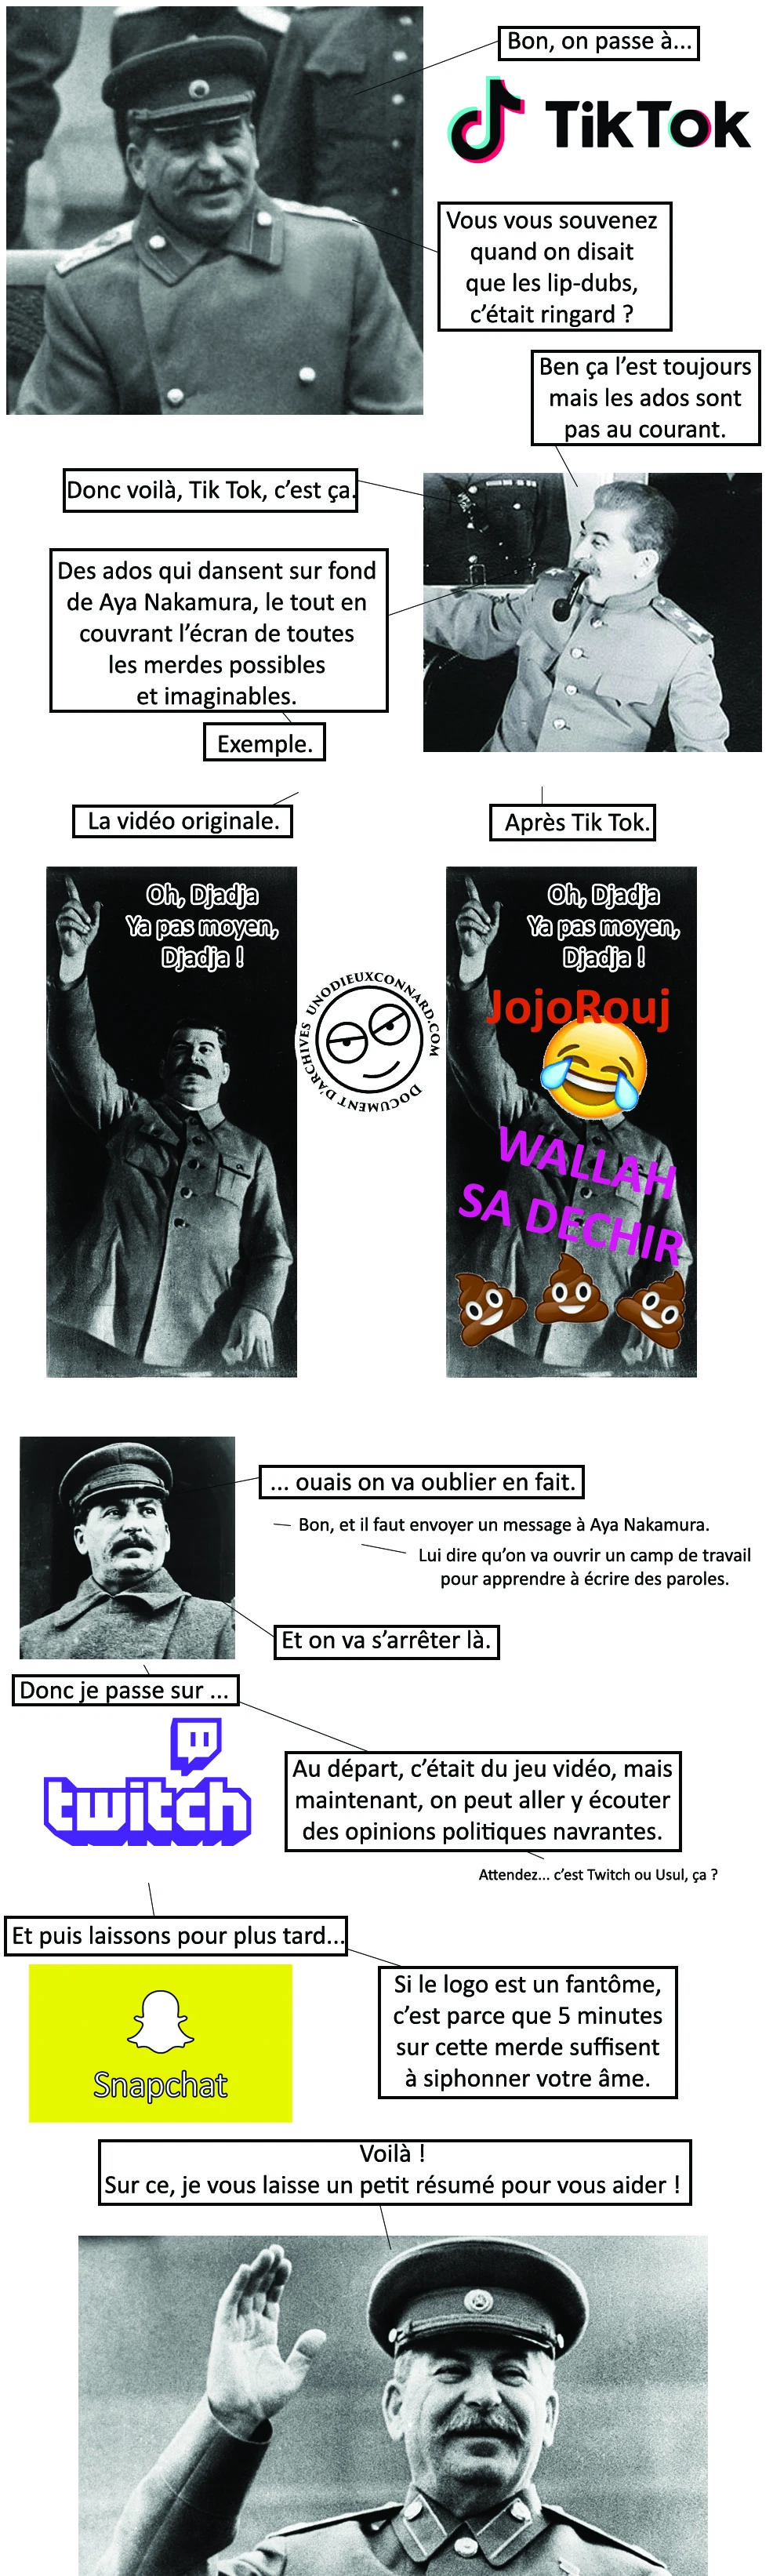 Bon, on passe à...
TikTok
Vous vous souvenez
quand on disait
que les lip-dubs,
c’était ringard ?
Ben ça l’est toujours
mais les ados sont
pas au courant.
Donc voilà, Tik Tok, c’est ça.
Des ados qui dansent sur fond
de Aya Nakamura, le tout en
couvrant l’écran de toutes
les merdes possibles
et imaginables.
Exemple.
La vidéo originale.
Après Tik Tok.
Oh, Djadja
Ya pas moyen,
Djadja !
UNODIEUXCONNARD.COM
DOCUMENT D'ARCHIVES
Oh, Djadja
Ya pas moyen,
Djadja !
JojoRouj
WALLAH
SA DECHIR
... ouais on va oublier en fait.
Bon, et il faut envoyer un message à Aya Nakamura.
Lui dire qu’on va ouvrir un camp de travail
pour apprendre à écrire des paroles.
Et on va s’arrêter là.
Donc je passe sur ...
twitch
Au départ, c’était du jeu vidéo, mais
maintenant, on peut aller y écouter
des opinions politiques navrantes.
Attendez... c’est Twitch ou Usul, ça ?
Et puis laissons pour plus tard...
Snapchat
Si le logo est un fantôme,
c’est parce que 5 minutes
sur cette merde suffisent
à siphonner votre âme.
Voilà !
Sur ce, je vous laisse un petit résumé pour vous aider !